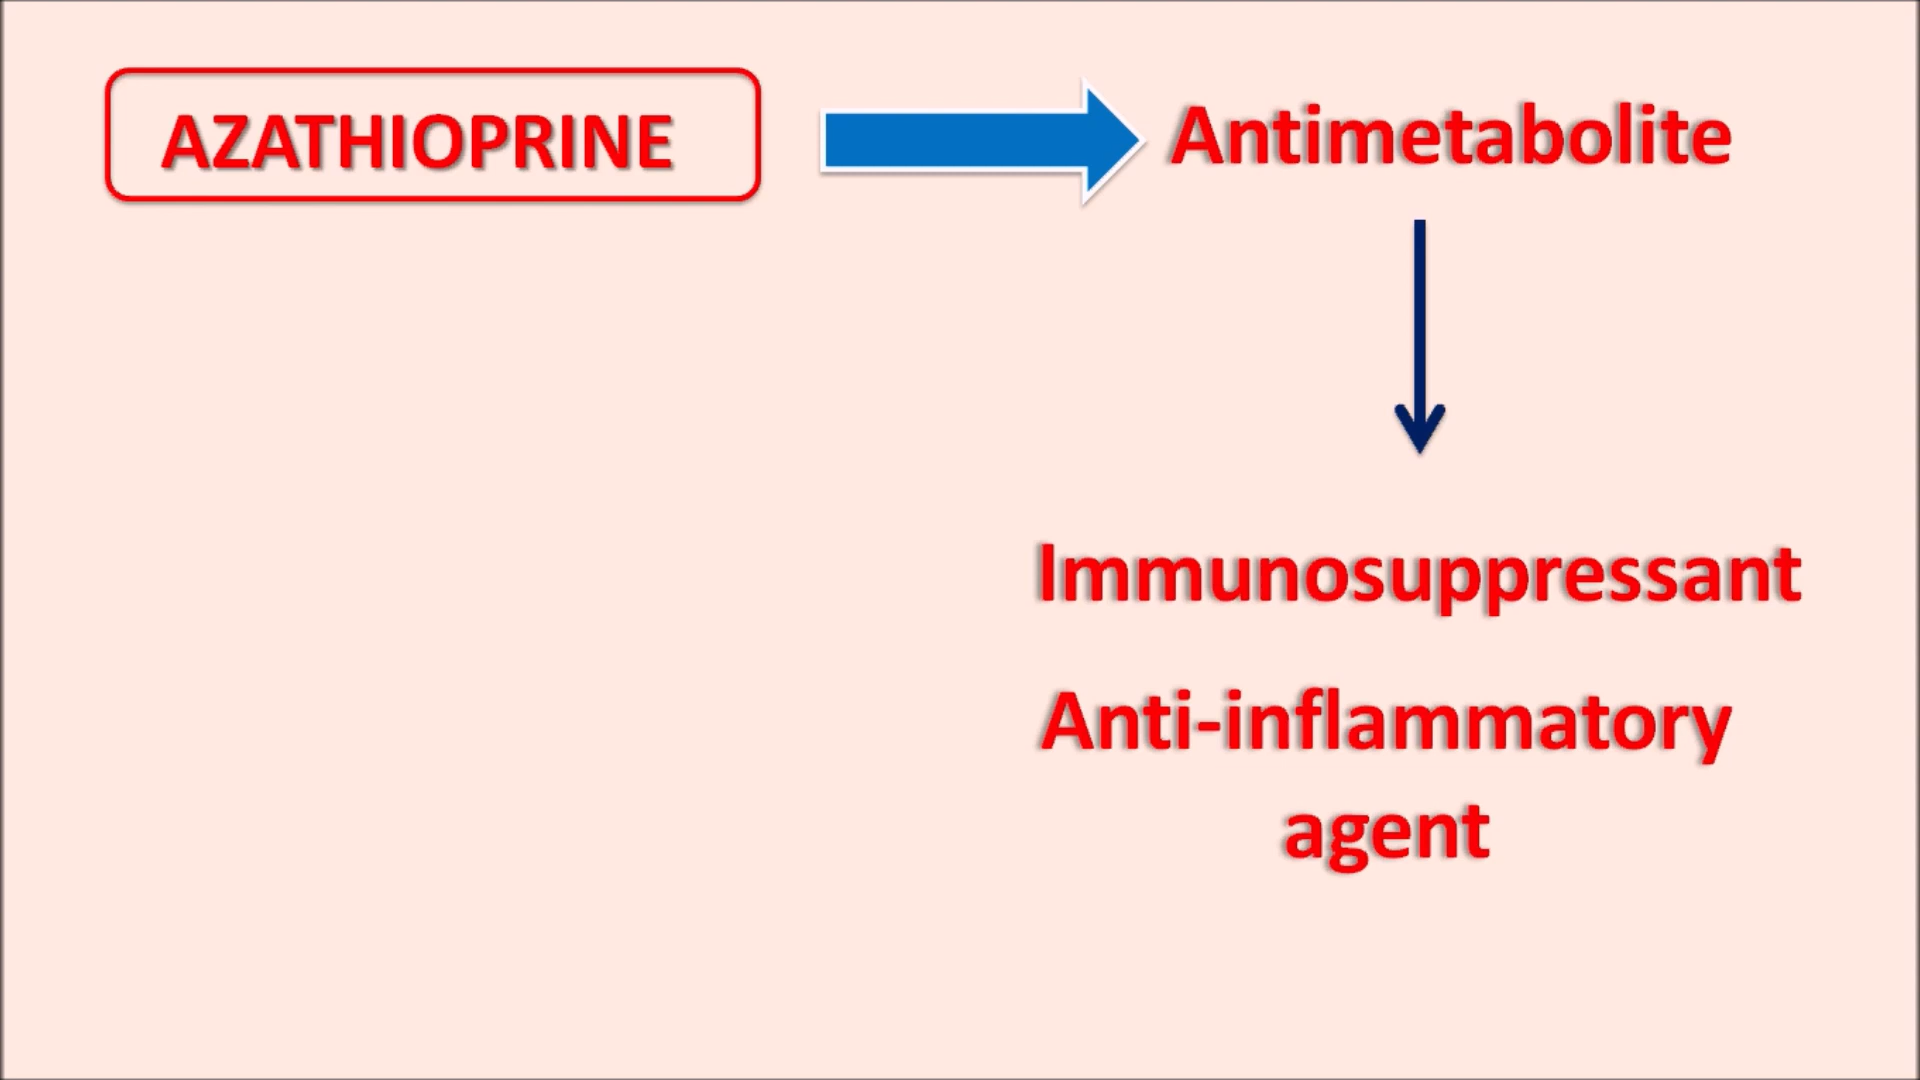 AZATHIOPRINE
Antimetabolite
Immunosuppressant
Anti-inflammatory
agent